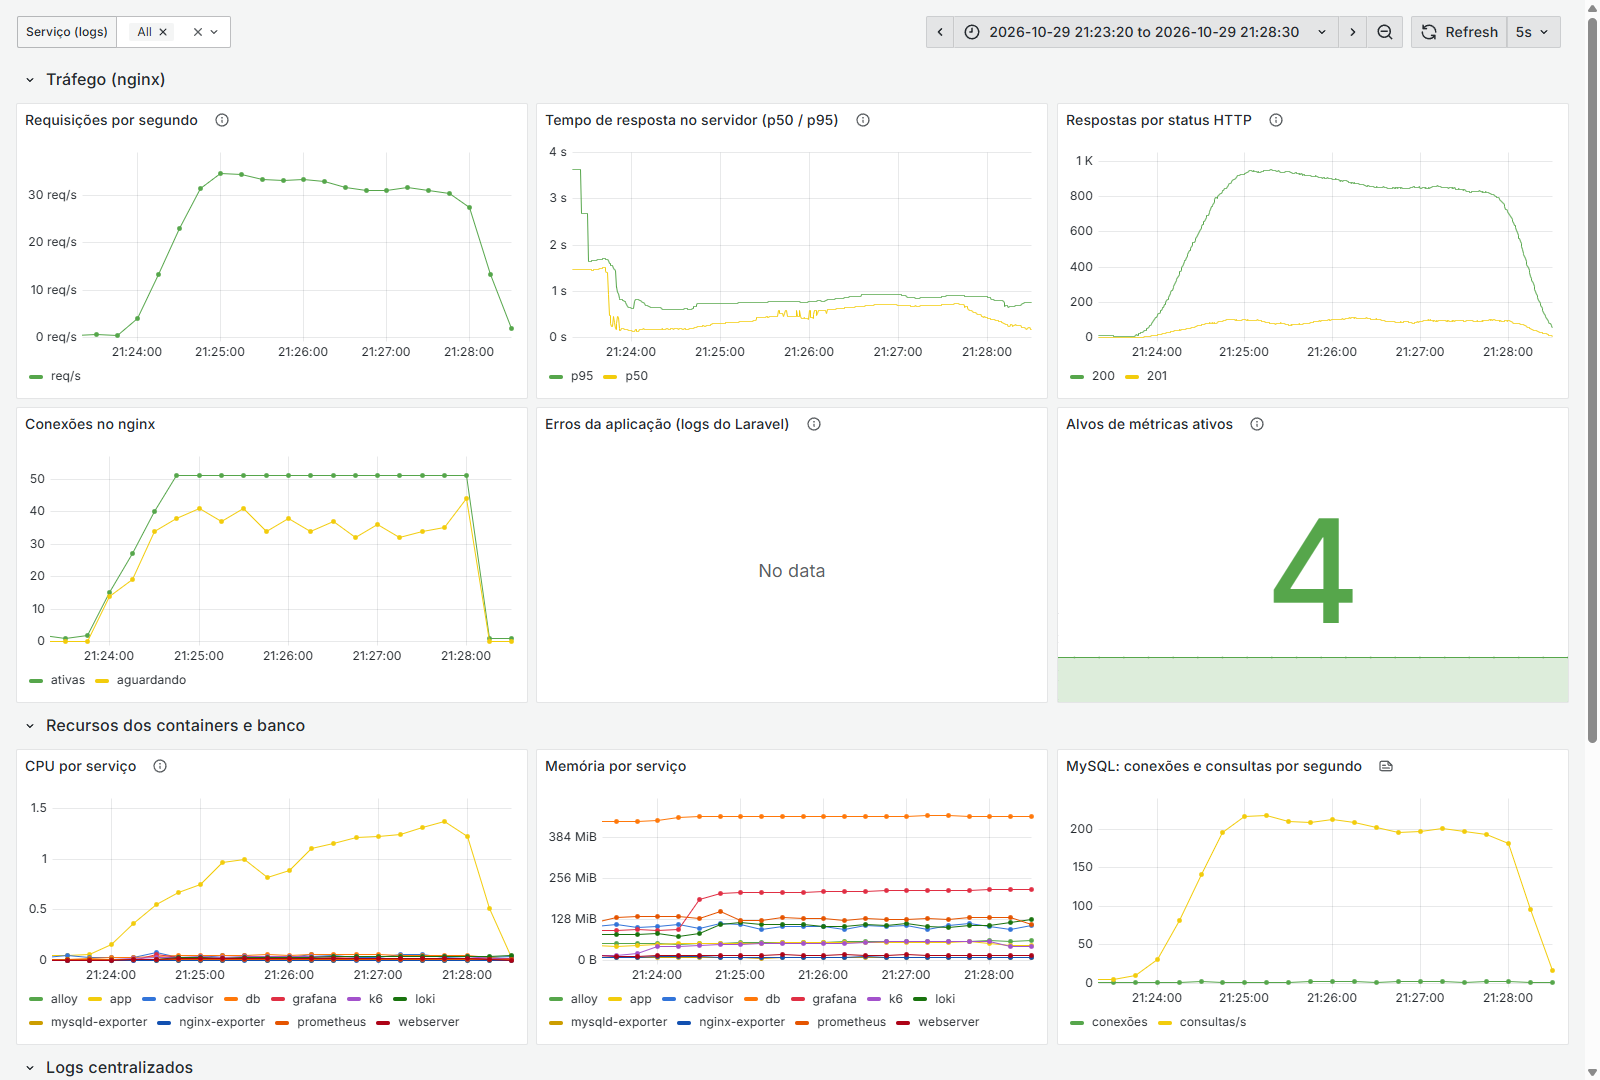 Serviço (logs) All
2026-10-29 21:23:20 to 2026-10-29 21:28:30 Refresh 5s
Tráfego (nginx)
Requisições por segundo
30 req/s
20 req/s
10 req/s
0 req/s
21:24:00 21:25:00 21:26:00 21:27:00 21:28:00
req/s
Tempo de resposta no servidor (p50 / p95)
4 s
3 s
2 s
1 s
0 s
21:24:00 21:25:00 21:26:00 21:27:00 21:28:00
p95 p50
Respostas por status HTTP
1 K
800
600
400
200
0
21:24:00 21:25:00 21:26:00 21:27:00 21:28:00
200 201
Conexões no nginx
50
40
30
20
10
0
21:24:00 21:25:00 21:26:00 21:27:00 21:28:00
ativas aguardando
Erros da aplicação (logs do Laravel)
No data
Alvos de métricas ativos
4
Recursos dos containers e banco
CPU por serviço
1.5
1
0.5
0
21:24:00 21:25:00 21:26:00 21:27:00 21:28:00
alloy app cadvisor db grafana k6 loki
mysqld-exporter nginx-exporter prometheus webserver
Memória por serviço
384 MiB
256 MiB
128 MiB
0 B
21:24:00 21:25:00 21:26:00 21:27:00 21:28:00
alloy app cadvisor db grafana k6 loki
mysqld-exporter nginx-exporter prometheus webserver
MySQL: conexões e consultas por segundo
200
150
100
50
0
21:24:00 21:25:00 21:26:00 21:27:00 21:28:00
conexões consultas/s
Logs centralizados